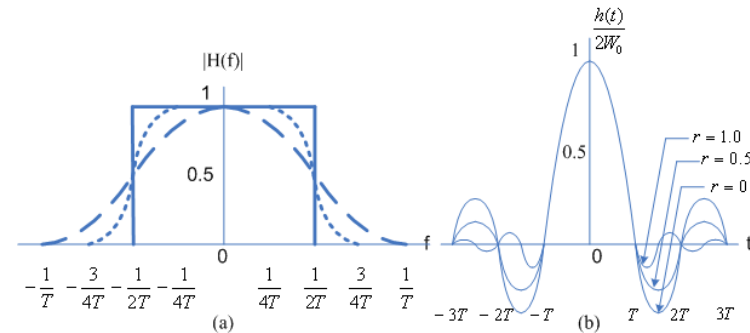 |H(f)|
1
0.5
0
f
-1/T -3/4T -1/2T -1/4T 1/4T 1/2T 3/4T 1/T
(a)
h(t)/2W₀
1
0.5
r = 1.0
r = 0.5
r = 0
0
t
-3T -2T -T T 2T 3T
(b)